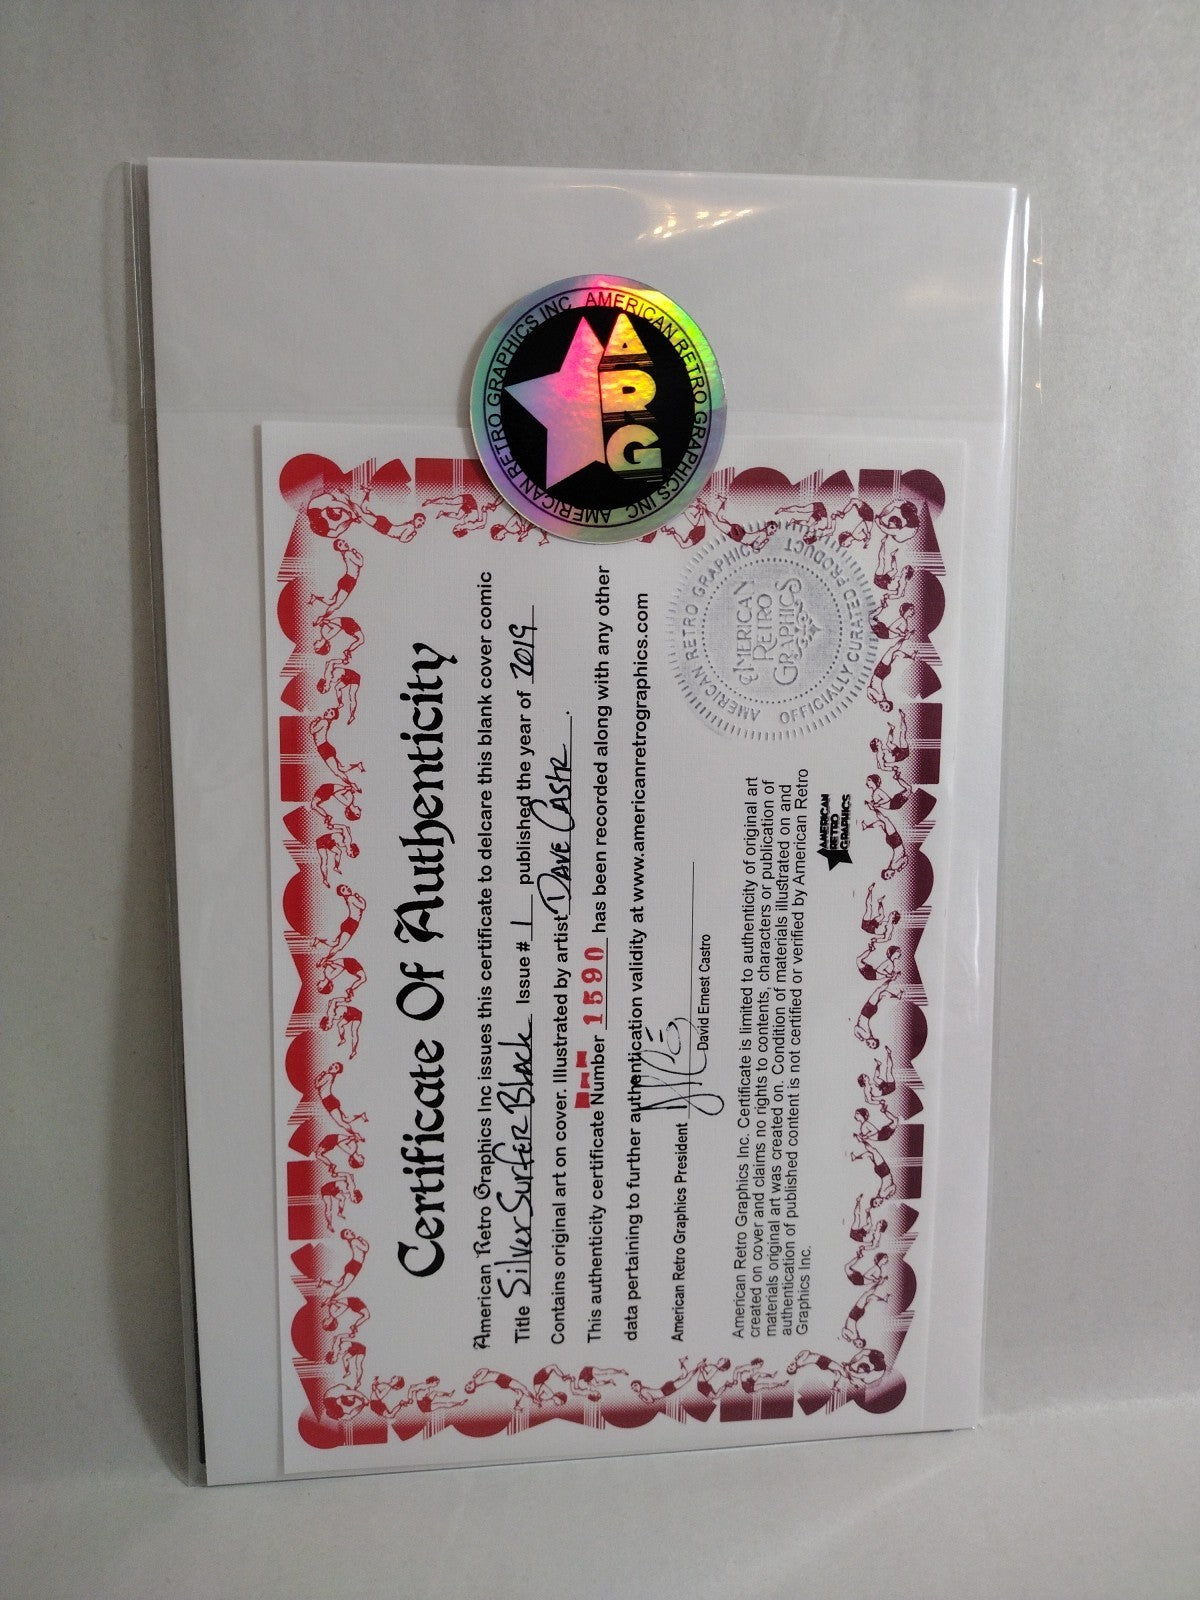 AMERICAN RETRO GRAPHICS INC
AMERICAN RETRO GRAPHICS INC
ARG
Certificate Of Authenticity
American Retro Graphics Inc issues this certificate to delcare this blank cover comic
Title Silver Surfer Black Issue # 1 published the year of 2019
Contains original art on cover. Illustrated by artist Dave Castr.
This authenticity certificate Number 1590 has been recorded along with any other
data pertaining to further authentication validity at www.americanretrographics.com
American Retro Graphics President
David Ernest Castro
AMERICAN RETRO GRAPHICS
AMERICAN
RETRO
GRAPHICS
OFFICIALLY CURATED PRODUCT
American Retro Graphics Inc. Certificate is limited to authenticity of original art
created on cover and claims no rights to contents, characters or publication of
materials original art was created on. Condition of materials illustrated on and
authentication of published content is not certified or verified by American Retro
Graphics Inc.
AMERICAN
RETRO
GRAPHICS